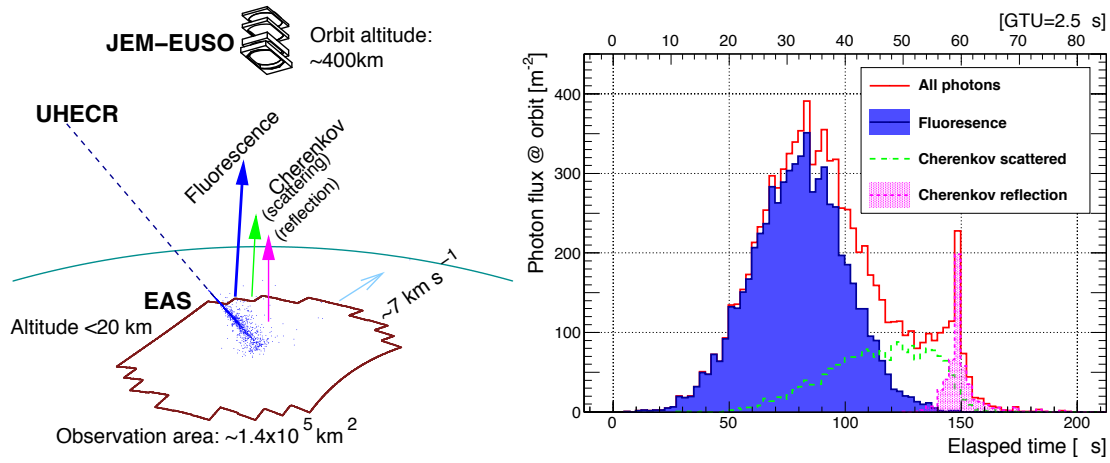 JEM–EUSO
Orbit altitude:
~400km
UHECR
Fluorescence
Cherenkov
(scattering)
(reflection)
EAS
~7 km s⁻¹
Altitude <20 km
Observation area: ~1.4x10⁵ km²
[GTU=2.5 s]
0 10 20 30 40 50 60 70 80
Photon flux @ orbit [m⁻²]
400
300
200
100
0
All photons
Fluoresence
Cherenkov scattered
Cherenkov reflection
0 50 100 150 200
Elasped time [ s]